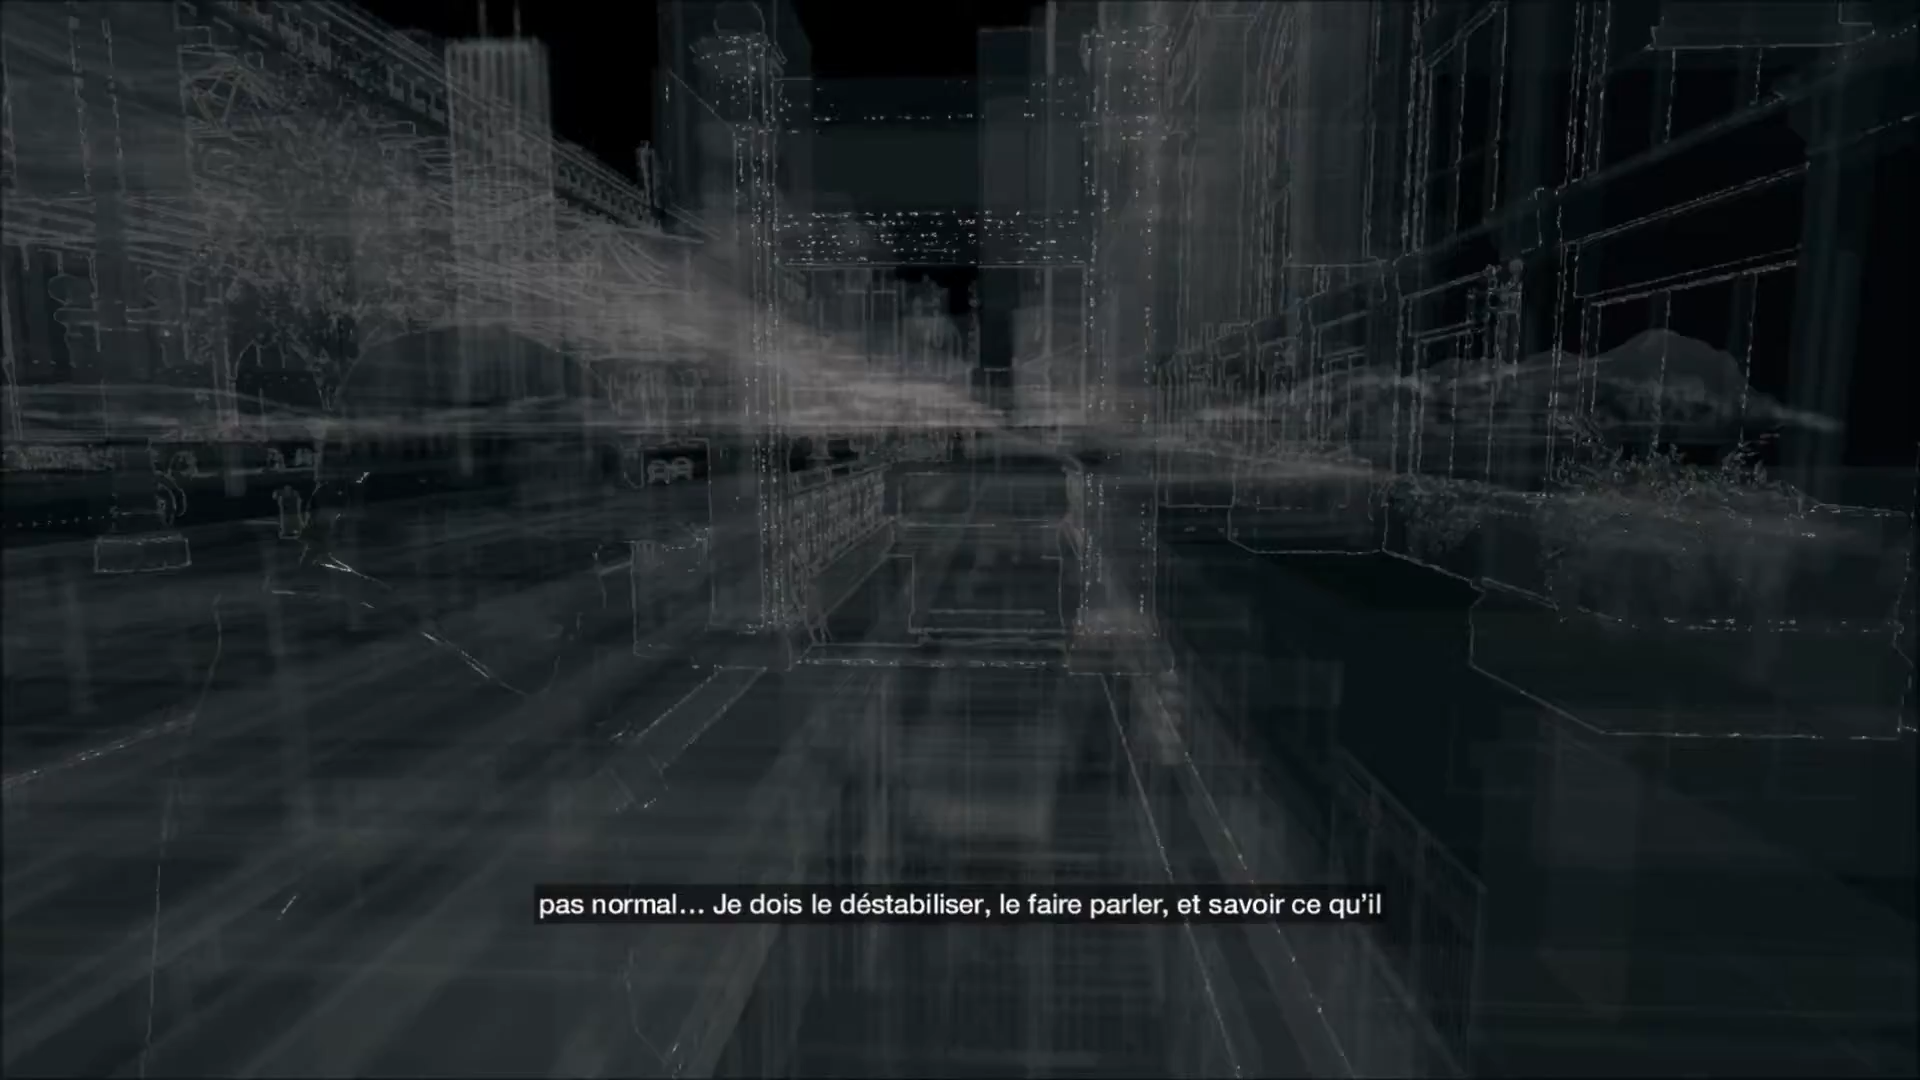 pas normal… Je dois le déstabiliser, le faire parler, et savoir ce qu’il